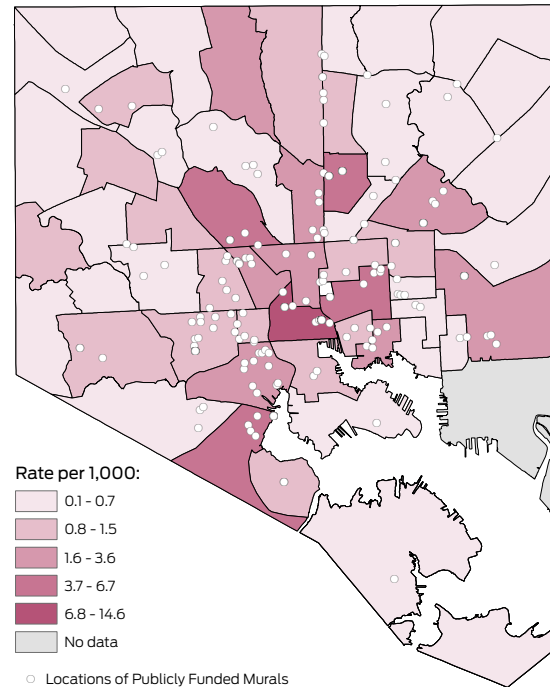 Rate per 1,000:
0.1 - 0.7
0.8 - 1.5
1.6 - 3.6
3.7 - 6.7
6.8 - 14.6
No data
Locations of Publicly Funded Murals